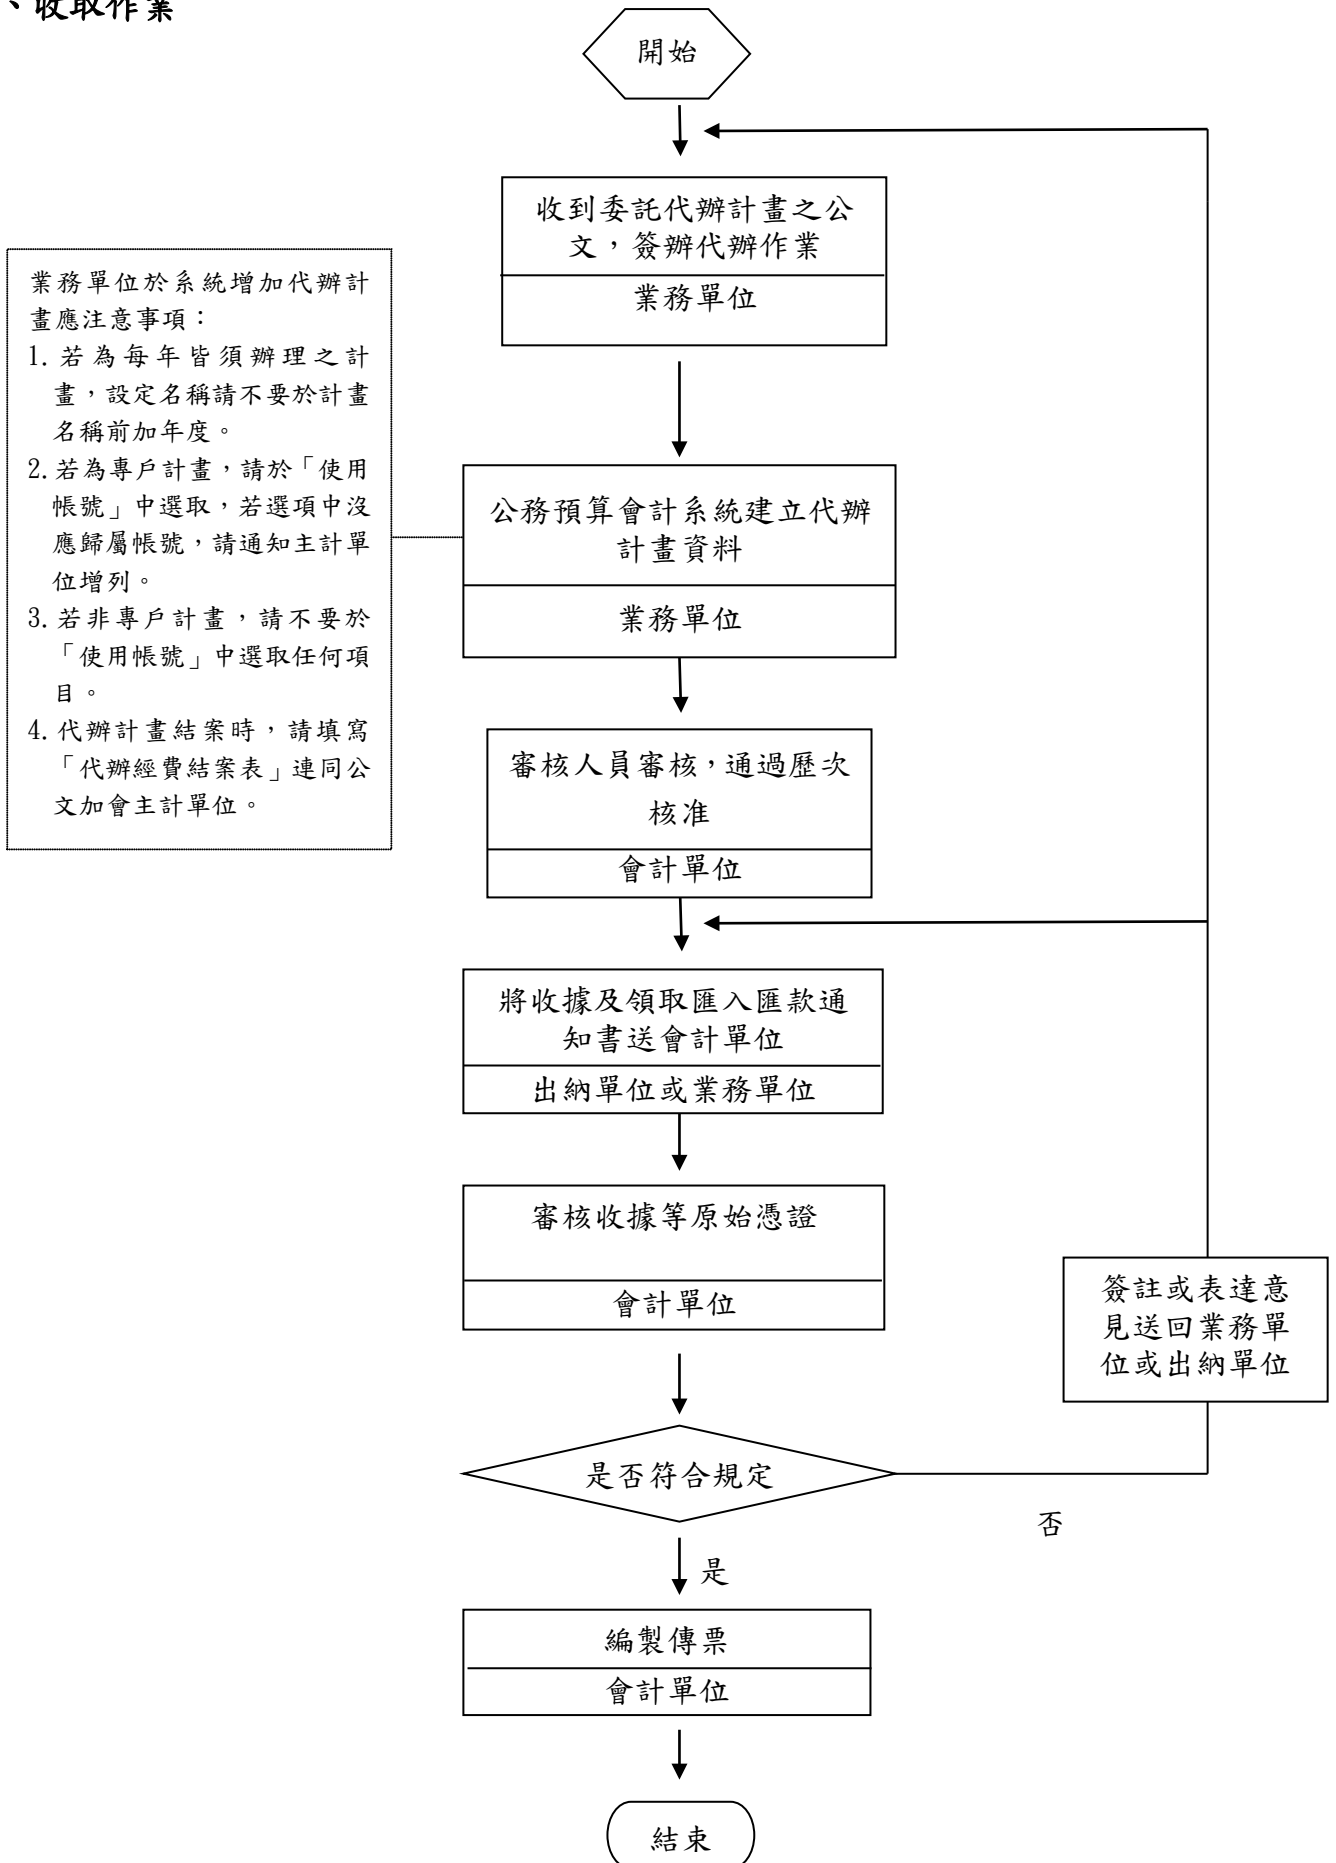 、收取作業
開始
收到委託代辦計畫之公
文，簽辦代辦作業
業務單位
業務單位於系統增加代辦計
畫應注意事項：
1. 若為每年皆須辦理之計
畫，設定名稱請不要於計畫
名稱前加年度。
2. 若為專戶計畫，請於「使用
帳號」中選取，若選項中沒
應歸屬帳號，請通知主計單
位增列。
3. 若非專戶計畫，請不要於
「使用帳號」中選取任何項
目。
4. 代辦計畫結案時，請填寫
「代辦經費結案表」連同公
文加會主計單位。
公務預算會計系統建立代辦
計畫資料
業務單位
審核人員審核，通過歷次
核准
會計單位
將收據及領取匯入匯款通
知書送會計單位
出納單位或業務單位
審核收據等原始憑證
會計單位
簽註或表達意
見送回業務單
位或出納單位
是否符合規定
否
是
編製傳票
會計單位
結束